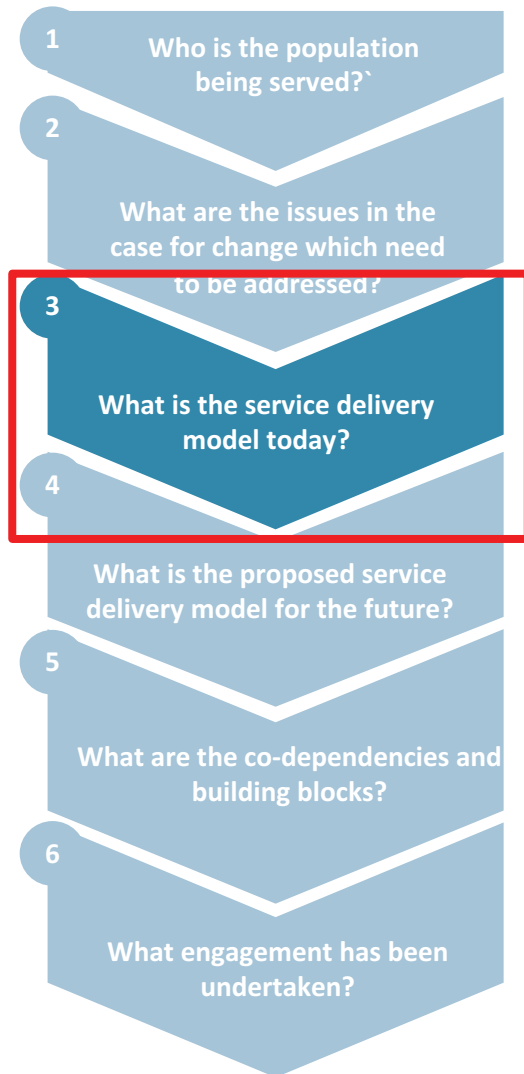 1
Who is the population
being served?`
2
What are the issues in the
case for change which need
to be addressed?
3
What is the service delivery
model today?
4
What is the proposed service
delivery model for the future?
5
What are the co-dependencies and
building blocks?
6
What engagement has been
undertaken?